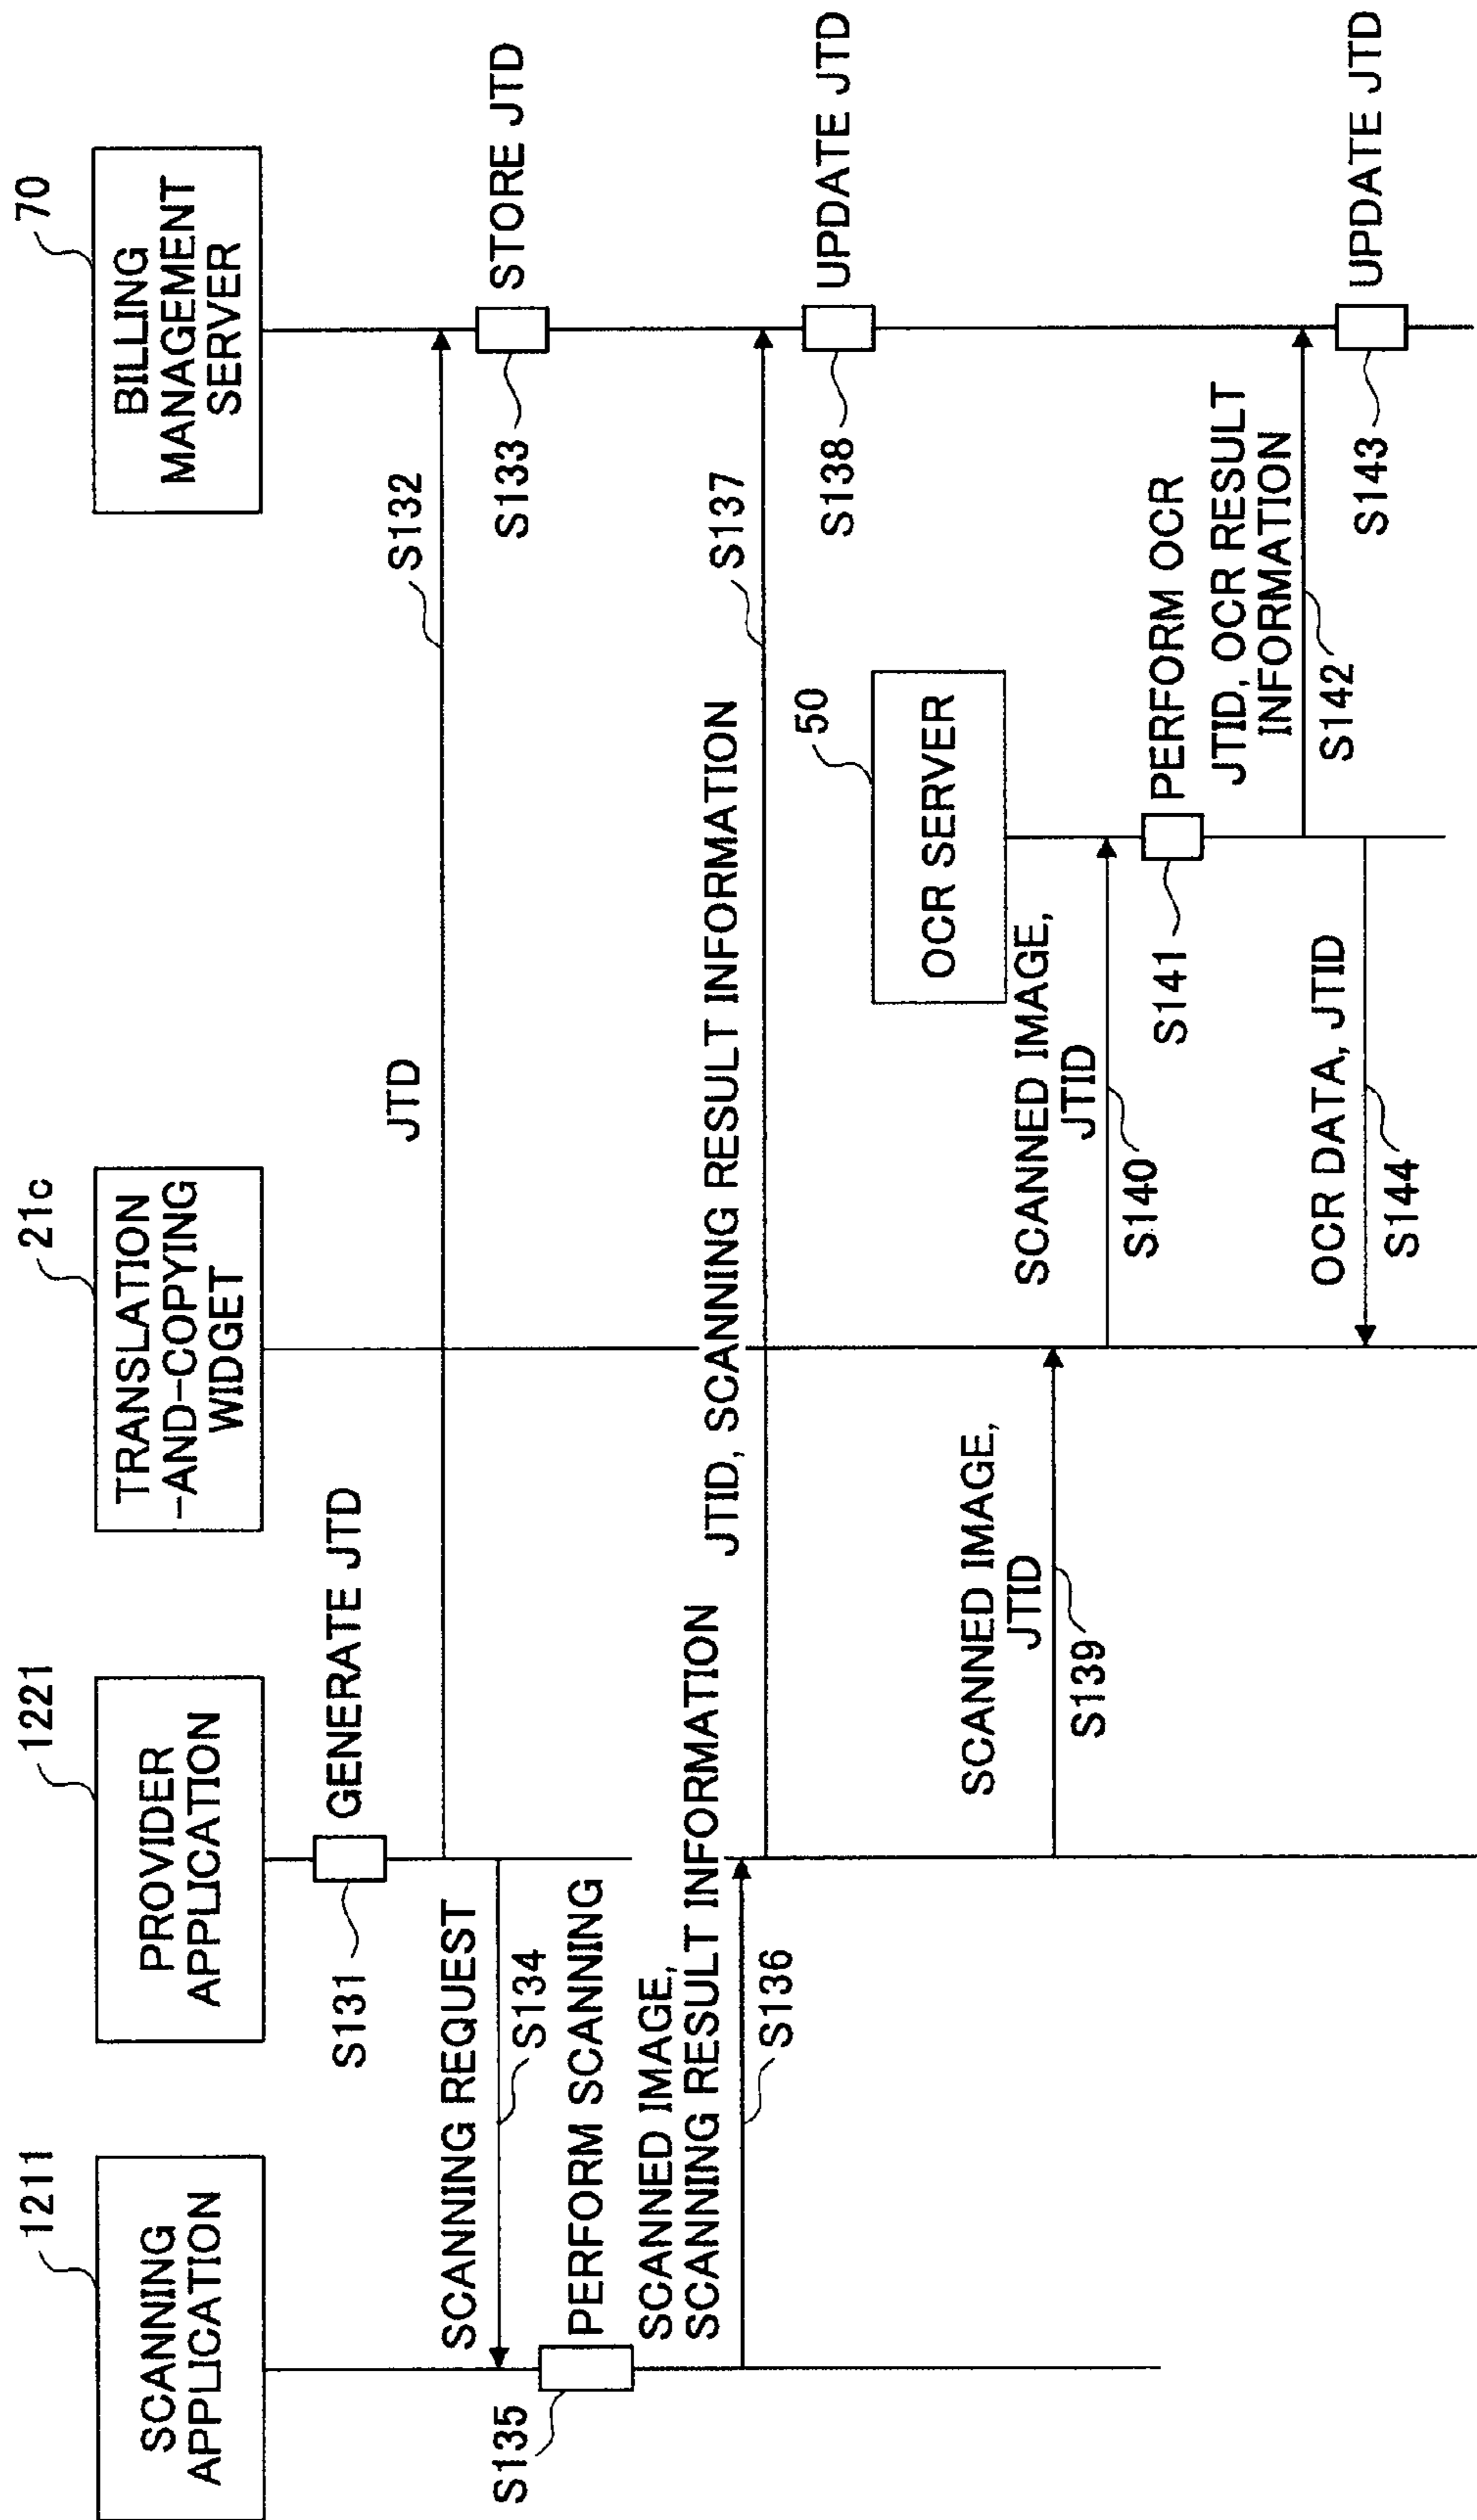 1211
SCANNING
APPLICATION
1221
PROVIDER
APPLICATION
21c
TRANSLATION
-AND-COPYING
WIDGET
70
BILLING
MANAGEMENT
SERVER
S131
GENERATE JTD
JTD
S132
STORE JTD
S133
SCANNING REQUEST
S134
S135
PERFORM SCANNING
SCANNED IMAGE,
SCANNING RESULT INFORMATION
S136
JTID, SCANNING RESULT INFORMATION
S137
UPDATE JTD
S138
50
OCR SERVER
SCANNED IMAGE,
JTID
S139
SCANNED IMAGE,
JTID
S140
S141
PERFORM OCR
JTID, OCR RESULT
INFORMATION
S142
UPDATE JTD
S143
OCR DATA, JTID
S144